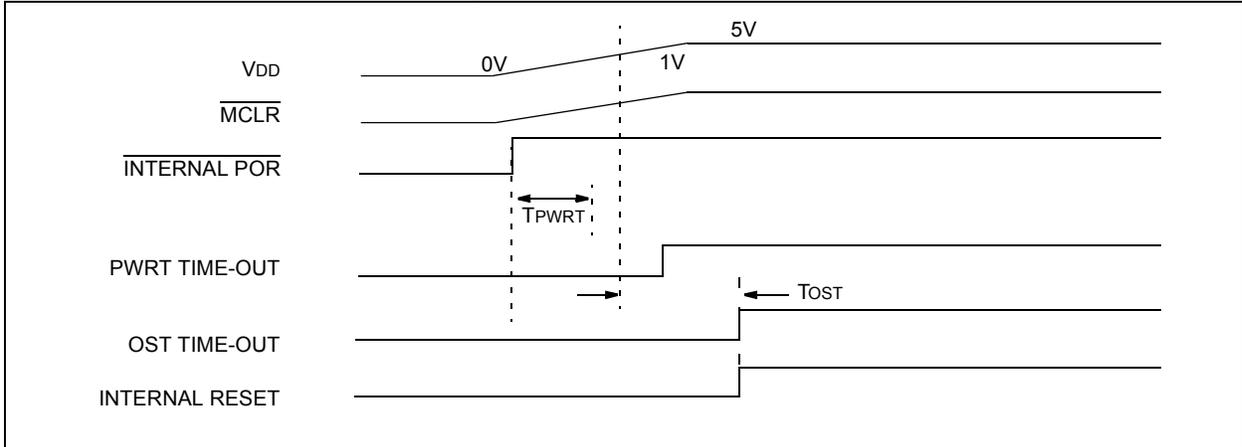 5V
VDD
0V
1V
MCLR
INTERNAL POR
TPWRT
PWRT TIME-OUT
TOST
OST TIME-OUT
INTERNAL RESET